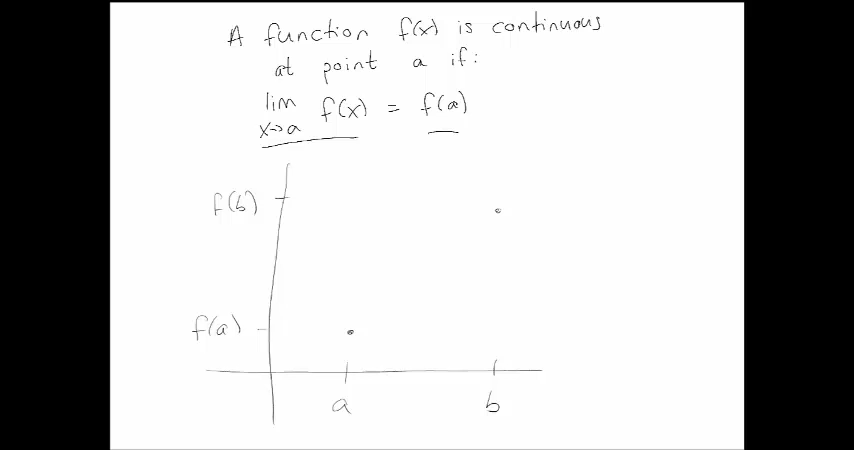 A function f(x) is continuous
at point a if:
lim f(x) = f(a)
x→a
f(b)
f(a)
a b